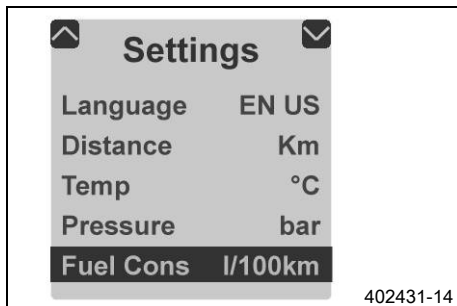 Settings
Language EN US
Distance Km
Temp °C
Pressure bar
Fuel Cons l/100km
402431-14